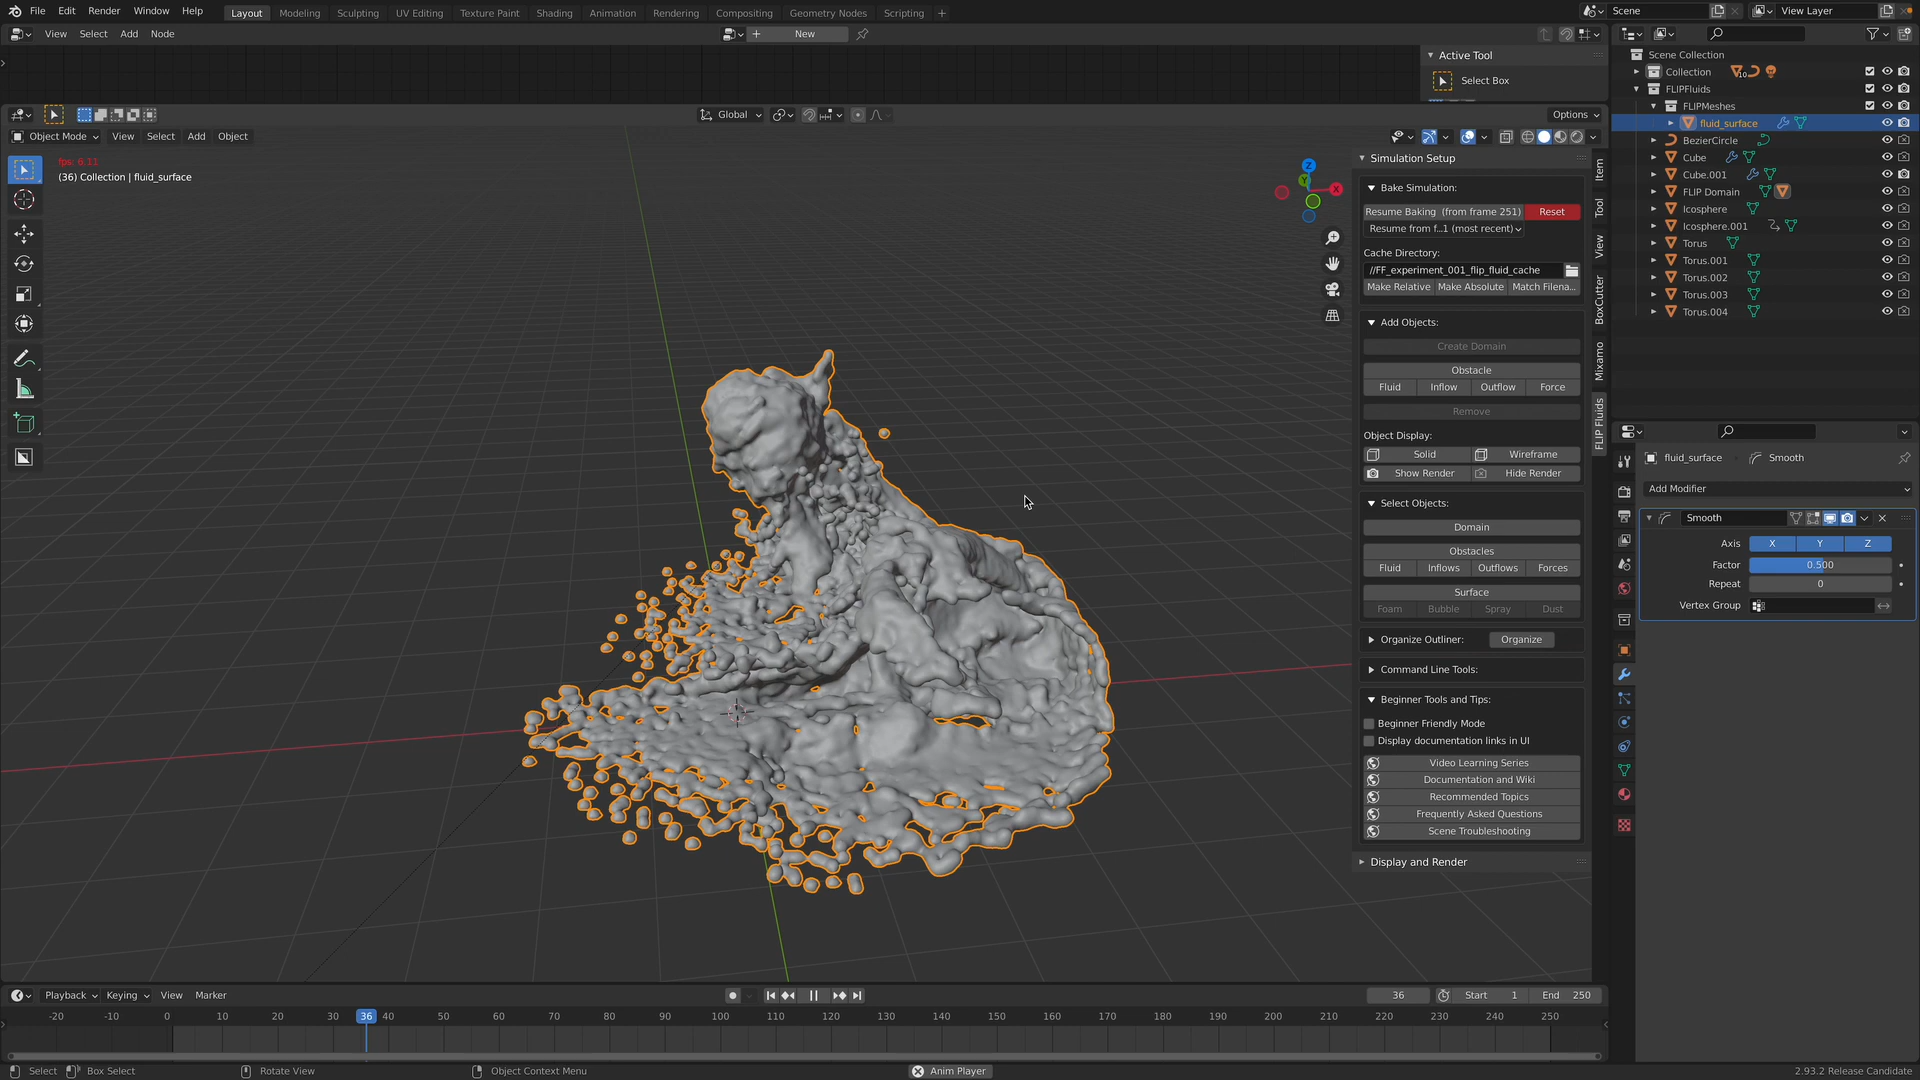 File Edit Render Window Help Layout Modeling Sculpting UV Editing Texture Paint Shading Animation Rendering Compositing Geometry Nodes Scripting + Scene View Layer
View Select Add Node + New
Active Tool
Select Box
Global Options
Object Mode View Select Add Object
fps: 6.11
(36) Collection | fluid_surface
Z
Y
X
Simulation Setup
Bake Simulation:
Resume Baking (from frame 251) Reset
Resume from f...1 (most recent)
Cache Directory:
//FF_experiment_001_flip_fluid_cache
Make Relative Make Absolute Match Filena...
Add Objects:
Create Domain
Obstacle
Fluid Inflow Outflow Force
Remove
Object Display:
Solid Wireframe
Show Render Hide Render
Select Objects:
Domain
Obstacles
Fluid Inflows Outflows Forces
Surface
Foam Bubble Spray Dust
Organize Outliner: Organize
Command Line Tools:
Beginner Tools and Tips:
Beginner Friendly Mode
Display documentation links in UI
Video Learning Series
Documentation and Wiki
Recommended Topics
Frequently Asked Questions
Scene Troubleshooting
Display and Render
Item
Tool
View
BoxCutter
Mixamo
FLIP Fluids
Scene Collection
Collection 10
FLIPFluids
FLIPMeshes
fluid_surface
BezierCircle
Cube
Cube.001
FLIP Domain
Icosphere
Icosphere.001
Torus
Torus.001
Torus.002
Torus.003
Torus.004
fluid_surface Smooth
Add Modifier
Smooth
Axis X Y Z
Factor 0.500
Repeat 0
Vertex Group
Playback Keying View Marker 36 Start 1 End 250
-20 -10 0 10 20 30 36 40 50 60 70 80 90 100 110 120 130 140 150 160 170 180 190 200 210 220 230 240 250
Select Box Select Rotate View Object Context Menu Anim Player 2.93.2 Release Candidate